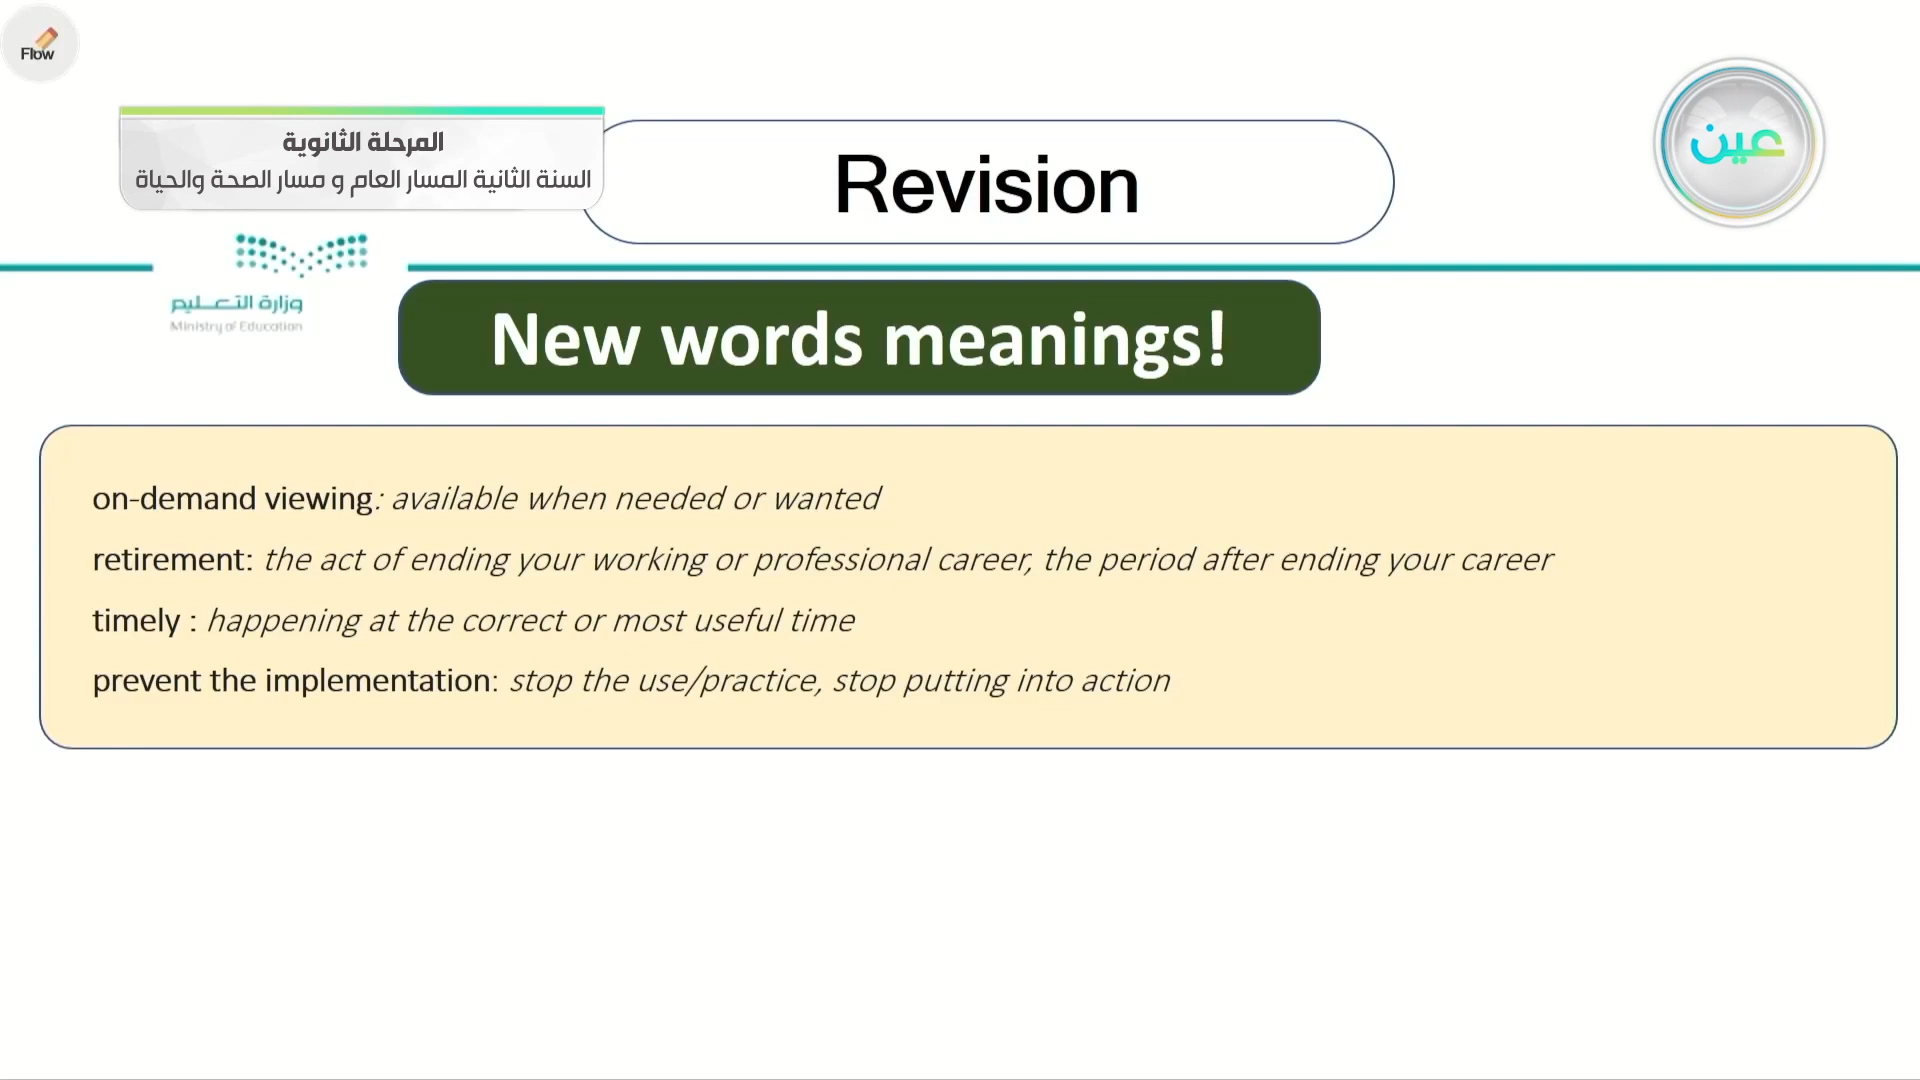 Flow
المرحلة الثانوية
السنة الثانية المسار العام و مسار الصحة والحياة
Revision
عين
وزارة التعليم
Ministry of Education
New words meanings!
on-demand viewing: available when needed or wanted
retirement: the act of ending your working or professional career, the period after ending your career
timely : happening at the correct or most useful time
prevent the implementation: stop the use/practice, stop putting into action